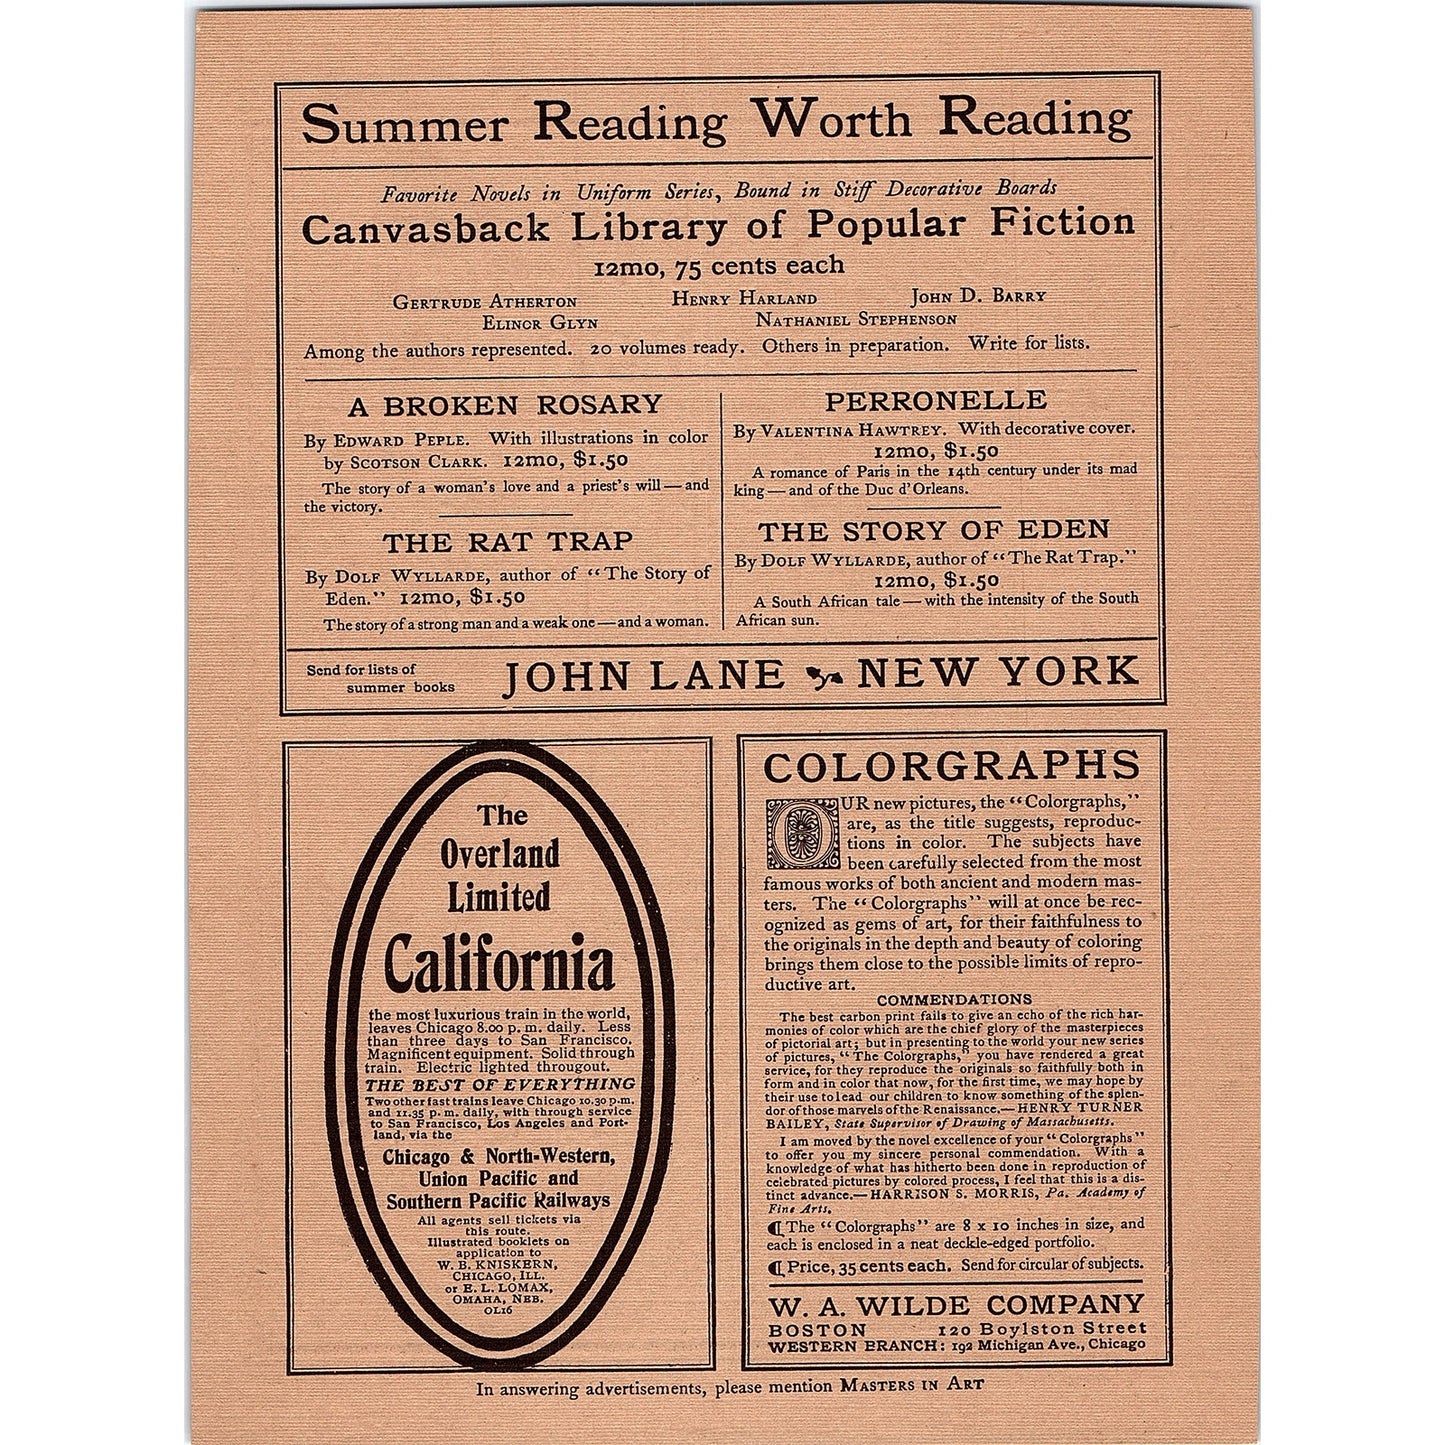 Summer Reading Worth Reading
Favorite Novels in Uniform Series, Bound in Stiff Decorative Boards
Canvasback Library of Popular Fiction
12mo, 75 cents each
GERTRUDE ATHERTON HENRY HARLAND JOHN D. BARRY
ELINOR GLYN NATHANIEL STEPHENSON
Among the authors represented. 20 volumes ready. Others in preparation. Write for lists.
A BROKEN ROSARY
By EDWARD PEPLE. With illustrations in color
by SCOTSON CLARK. 12mo, $1.50
The story of a woman's love and a priest's will—and
the victory.
THE RAT TRAP
By DOLF WYLLARDE, author of "The Story of
Eden." 12mo, $1.50
The story of a strong man and a weak one—and a woman.
PERRONELLE
By VALENTINA HAWTREY. With decorative cover.
12mo, $1.50
A romance of Paris in the 14th century under its mad
king—and of the Duc d'Orleans.
THE STORY OF EDEN
By DOLF WYLLARDE, author of "The Rat Trap."
12mo, $1.50
A South African tale—with the intensity of the South
African sun.
Send for lists of
summer books
JOHN LANE NEW YORK
The
Overland
Limited
California
the most luxurious train in the world,
leaves Chicago 8.00 p. m. daily. Less
than three days to San Francisco.
Magnificent equipment. Solid through
train. Electric lighted througout.
THE BEST OF EVERYTHING
Two other fast trains leave Chicago 10.30 p.m.
and 11.35 p. m. daily, with through service
to San Francisco, Los Angeles and Port-
land, via the
Chicago & North-Western,
Union Pacific and
Southern Pacific Railways
All agents sell tickets via
this route.
Illustrated booklets on
application to
W. B. KNISKERN,
CHICAGO, ILL.
or E. L. LOMAX,
OMAHA, NEB.
OL16
COLORGRAPHS
OUR new pictures, the "Colorgraphs,"
are, as the title suggests, reproduc-
tions in color. The subjects have
been carefully selected from the most
famous works of both ancient and modern mas-
ters. The "Colorgraphs" will at once be rec-
ognized as gems of art, for their faithfulness to
the originals in the depth and beauty of coloring
brings them close to the possible limits of repro-
ductive art.
COMMENDATIONS
The best carbon print fails to give an echo of the rich har-
monies of color which are the chief glory of the masterpieces
of pictorial art; but in presenting to the world your new series
of pictures, "The Colorgraphs," you have rendered a great
service, for they reproduce the originals so faithfully both in
form and in color that now, for the first time, we may hope by
their use to lead our children to know something of the splen-
dor of those marvels of the Renaissance.—HENRY TURNER
BAILEY, State Supervisor of Drawing of Massachusetts.
I am moved by the novel excellence of your "Colorgraphs"
to offer you my sincere personal commendation. With a
knowledge of what has hitherto been done in reproduction of
celebrated pictures by colored process, I feel that this is a dis-
tinct advance.—HARRISON S. MORRIS, Pa. Academy of
Fine Arts.
¶ The "Colorgraphs" are 8 x 10 inches in size, and
each is enclosed in a neat deckle-edged portfolio.
¶ Price, 35 cents each. Send for circular of subjects.
W. A. WILDE COMPANY
BOSTON 120 Boylston Street
WESTERN BRANCH: 192 Michigan Ave., Chicago
In answering advertisements, please mention MASTERS IN ART